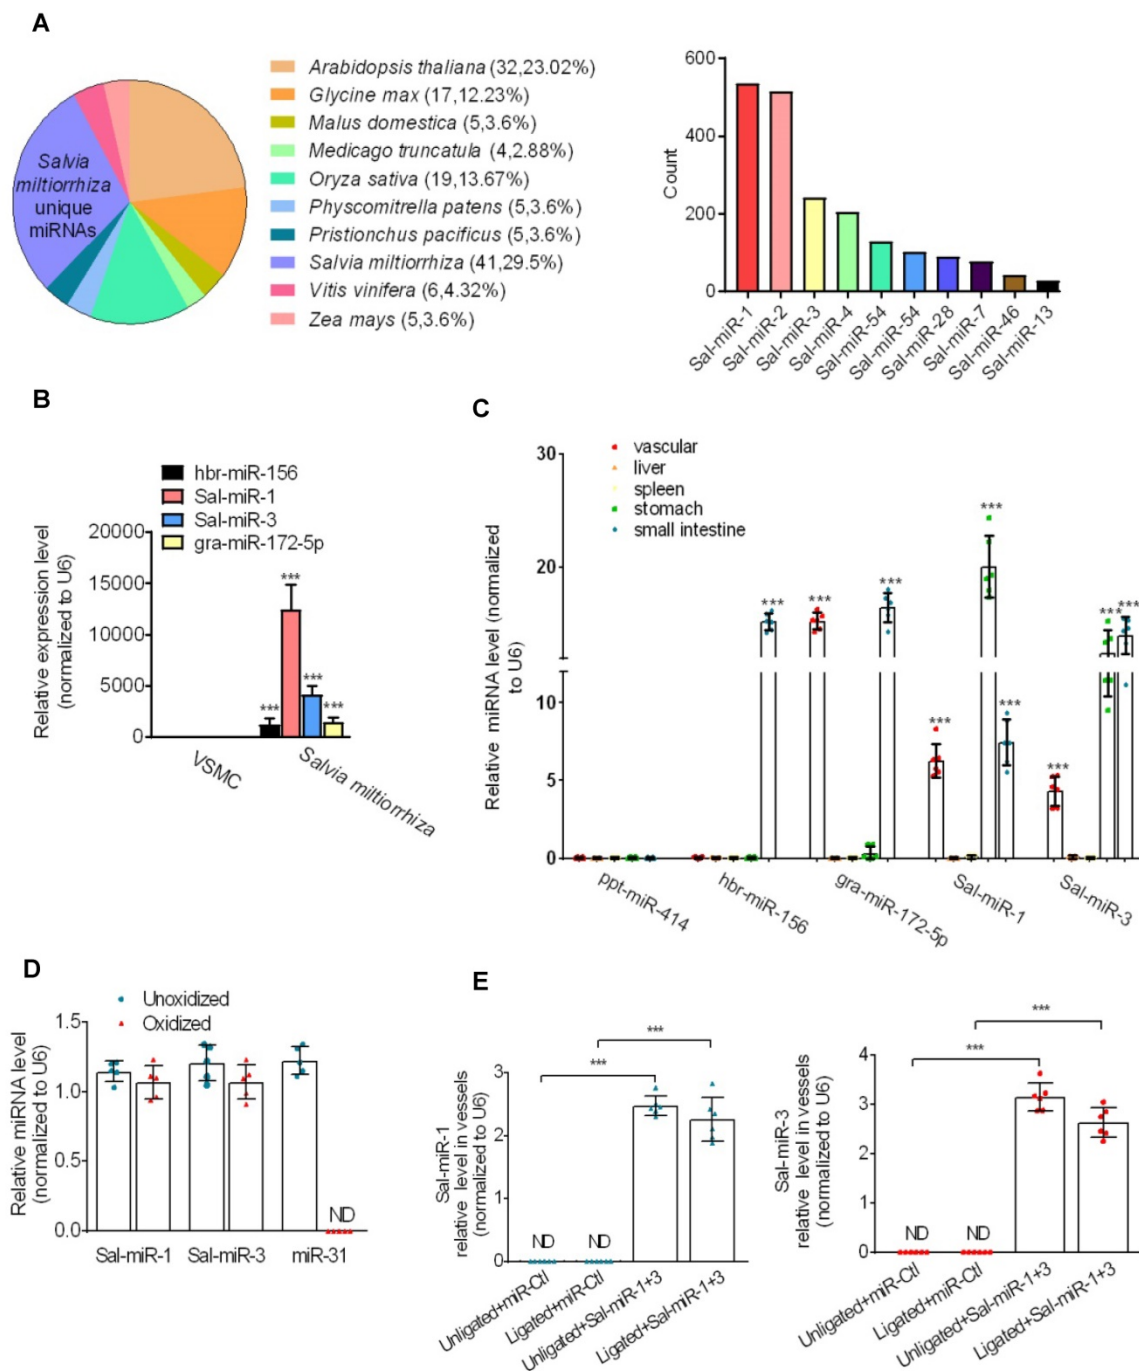 A
Salvia
miltiorrhiza
unique
miRNAs
Arabidopsis thaliana (32,23.02%)
Glycine max (17,12.23%)
Malus domestica (5,3.6%)
Medicago truncatula (4,2.88%)
Oryza sativa (19,13.67%)
Physcomitrella patens (5,3.6%)
Pristionchus pacificus (5,3.6%)
Salvia miltiorrhiza (41,29.5%)
Vitis vinifera (6,4.32%)
Zea mays (5,3.6%)
Count
600
400
200
0
Sal-miR-1
Sal-miR-2
Sal-miR-3
Sal-miR-4
Sal-miR-54
Sal-miR-54
Sal-miR-28
Sal-miR-7
Sal-miR-46
Sal-miR-13
B
hbr-miR-156
Sal-miR-1
Sal-miR-3
gra-miR-172-5p
Relative expression level
(normalized to U6)
20000
15000
10000
5000
0
***
***
***
***
VSMC
Salvia miltiorrhiza
C
vascular
liver
spleen
stomach
small intestine
Relative miRNA level (normalized
to U6)
30
20
10
5
0
***
***
***
***
***
***
***
***
***
ppt-miR-414
hbr-miR-156
gra-miR-172-5p
Sal-miR-1
Sal-miR-3
D
Unoxidized
Oxidized
Relative miRNA level
(normalized to U6)
1.5
1.0
0.5
0.0
ND
Sal-miR-1
Sal-miR-3
miR-31
E
Sal-miR-1
relative level in vessels
(normalized to U6)
3
2
1
0
***
***
ND
ND
Unligated+miR-Ctl
Ligated+miR-Ctl
Unligated+Sal-miR-1+3
Ligated+Sal-miR-1+3
Sal-miR-3
relative level in vessels
(normalized to U6)
4
3
2
1
0
***
***
ND
ND
Unligated+miR-Ctl
Ligated+miR-Ctl
Unligated+Sal-miR-1+3
Ligated+Sal-miR-1+3